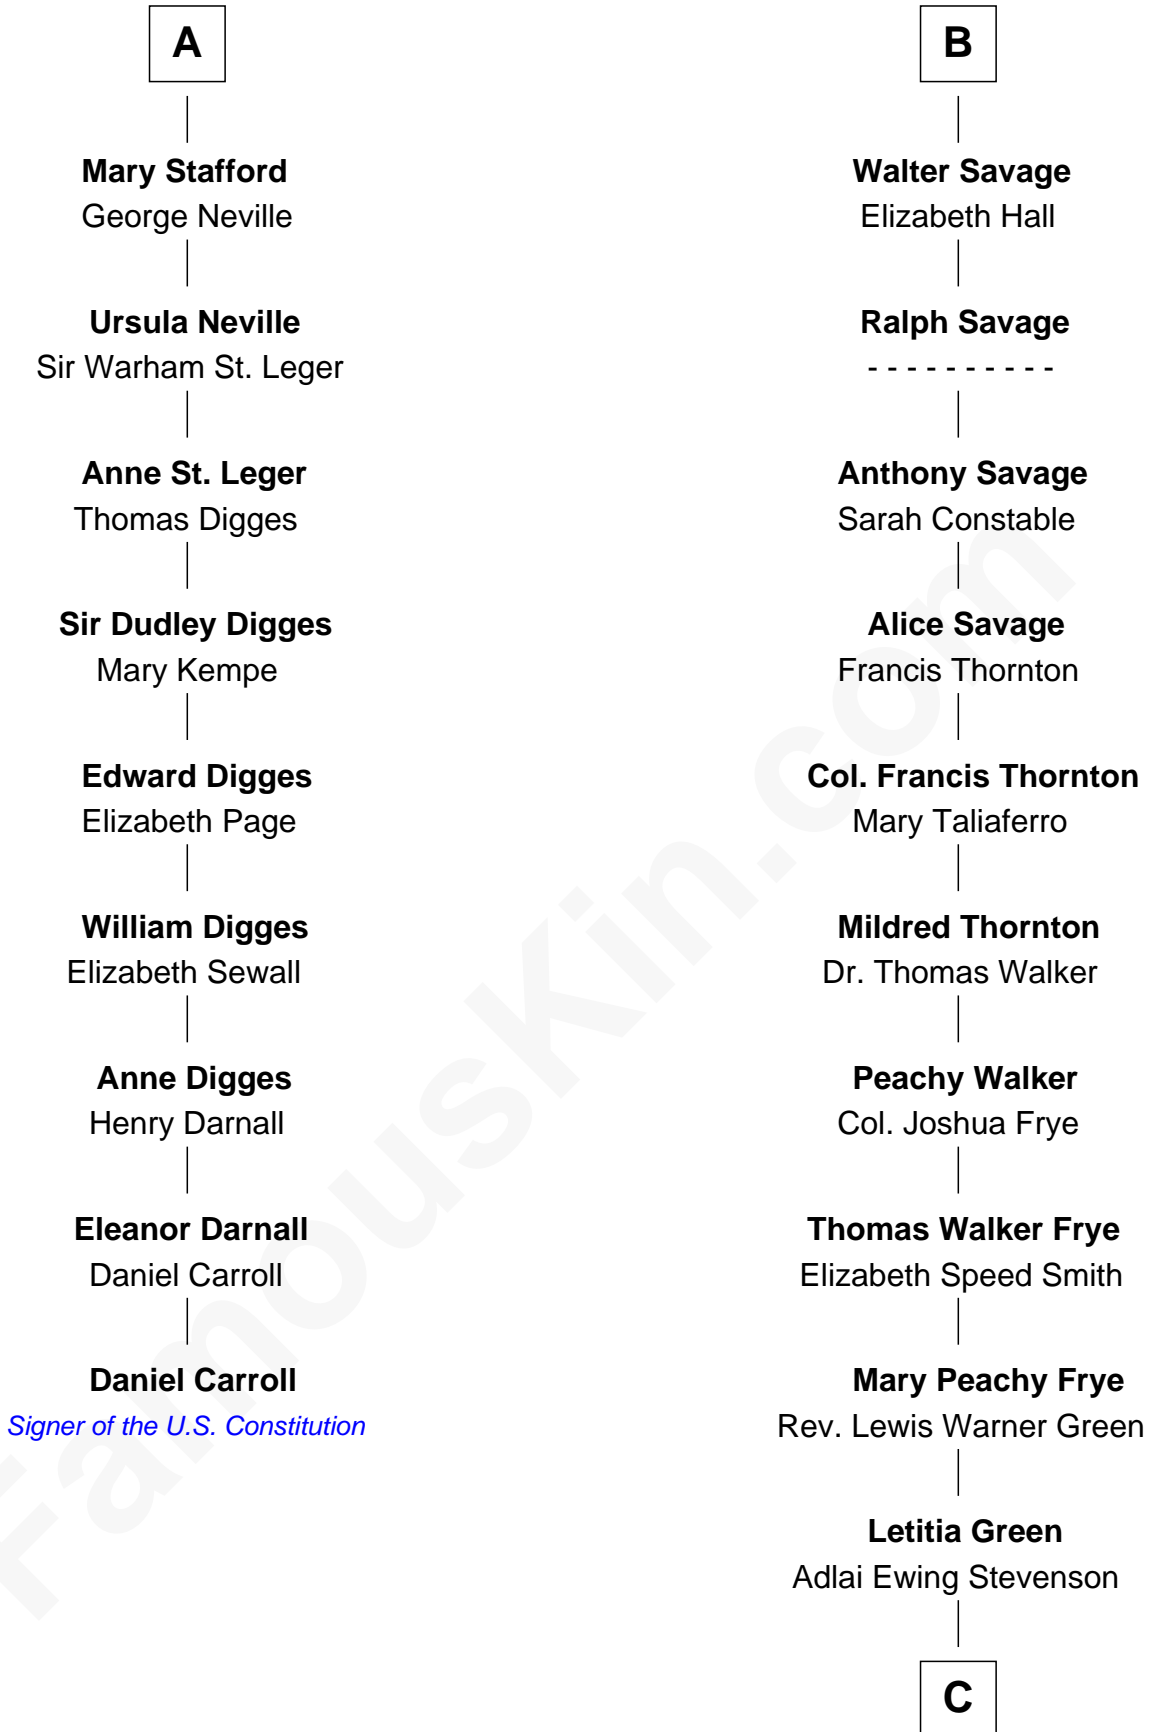 A
Mary Stafford
George Neville
Ursula Neville
Sir Warham St. Leger
Anne St. Leger
Thomas Digges
Sir Dudley Digges
Mary Kempe
Edward Digges
Elizabeth Page
William Digges
Elizabeth Sewall
Anne Digges
Henry Darnall
Eleanor Darnall
Daniel Carroll
Daniel Carroll
Signer of the U.S. Constitution
B
Walter Savage
Elizabeth Hall
Ralph Savage
- - - - - - - - - -
Anthony Savage
Sarah Constable
Alice Savage
Francis Thornton
Col. Francis Thornton
Mary Taliaferro
Mildred Thornton
Dr. Thomas Walker
Peachy Walker
Col. Joshua Frye
Thomas Walker Frye
Elizabeth Speed Smith
Mary Peachy Frye
Rev. Lewis Warner Green
Letitia Green
Adlai Ewing Stevenson
C
FamousKin.com